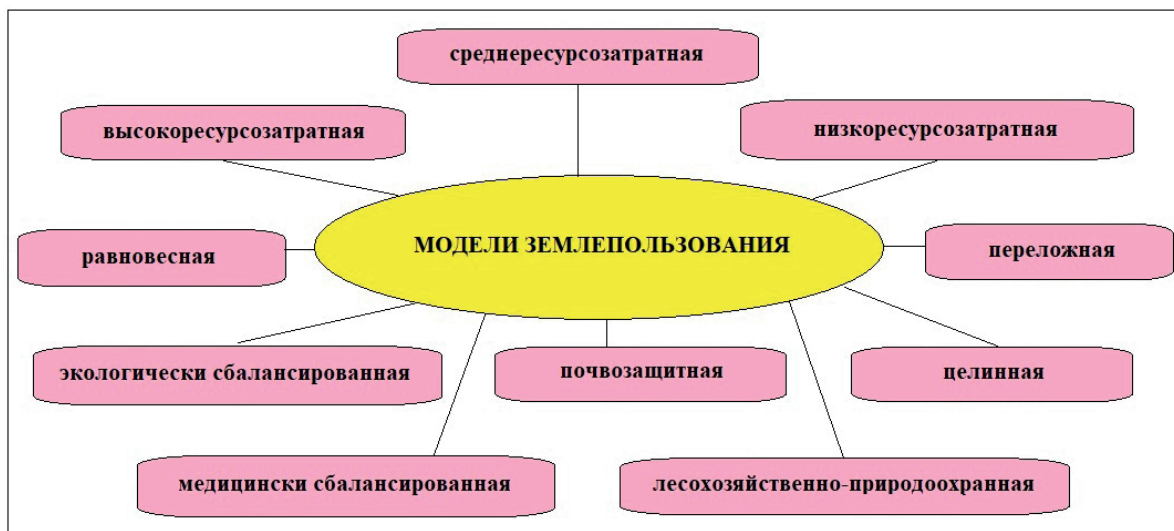 среднересурсозатратная
высокоресурсозатратная
низкоресурсозатратная
МОДЕЛИ ЗЕМЛЕПОЛЬЗОВАНИЯ
равновесная
переложная
экологически сбалансированная
почвозащитная
целинная
медицински сбалансированная
лесохозяйственно-природоохранная